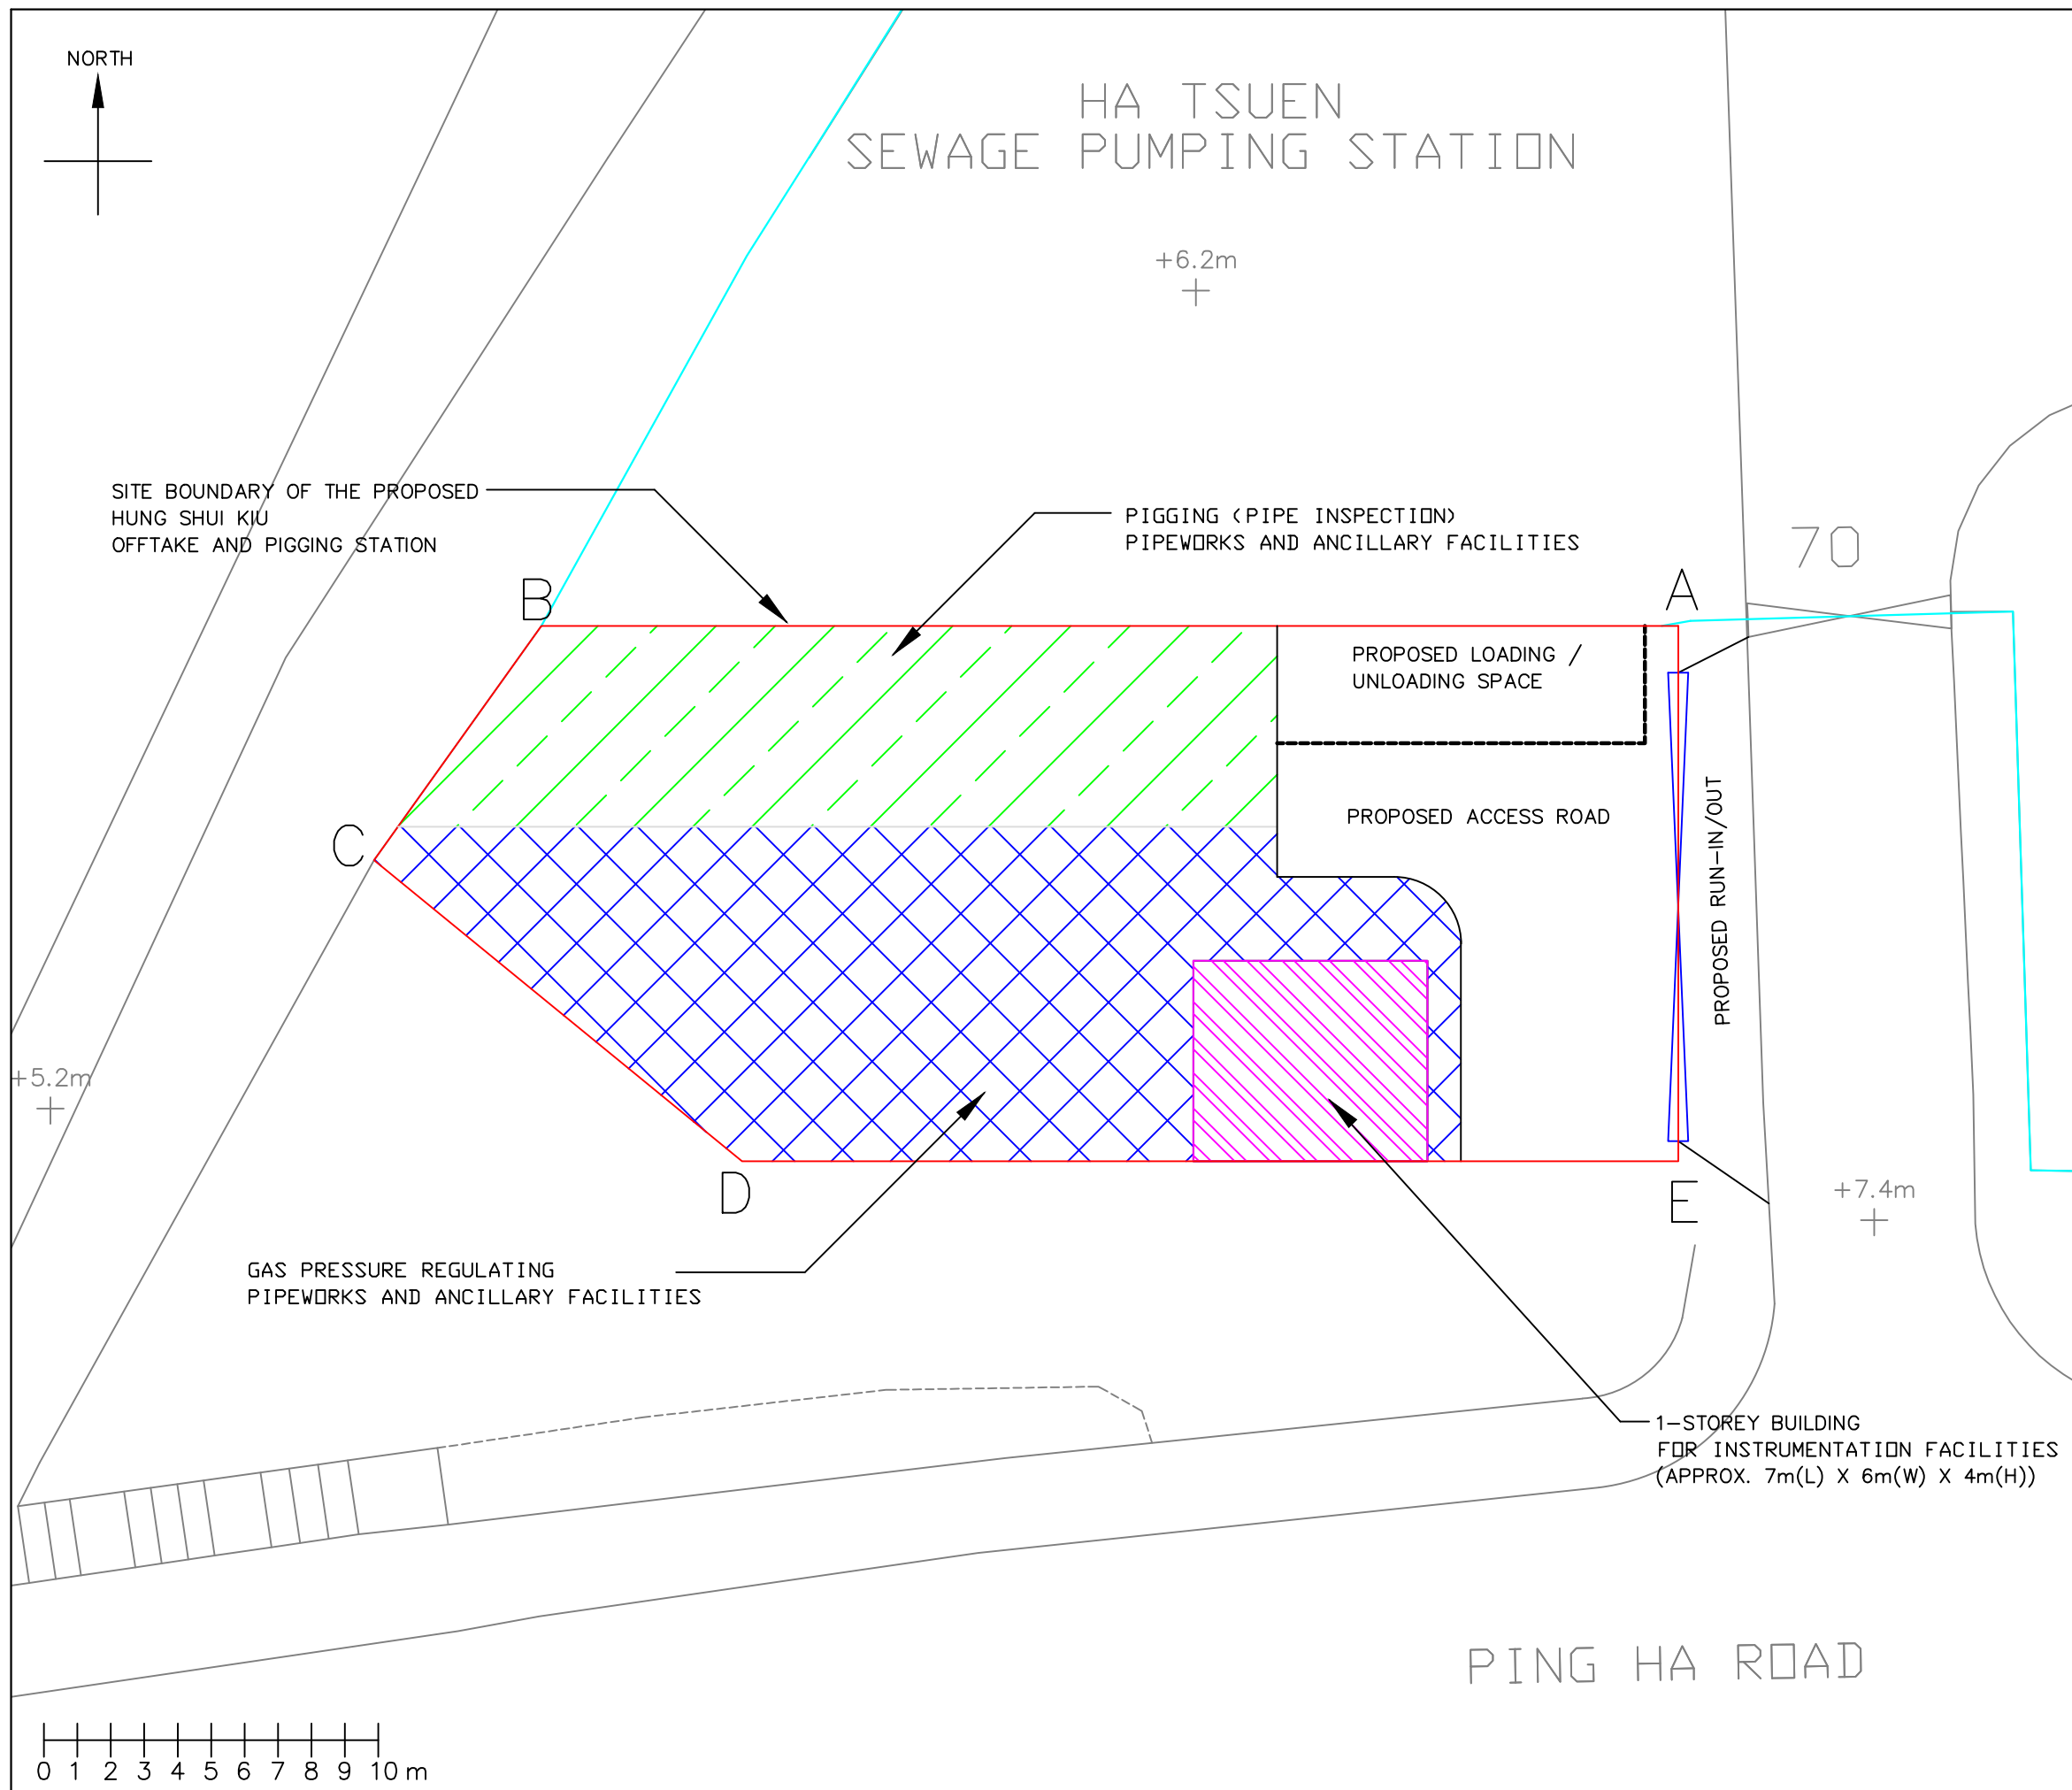 NORTH
HA TSUEN
SEWAGE PUMPING STATION
+6.2m
SITE BOUNDARY OF THE PROPOSED
HUNG SHUI KIU
OFFTAKE AND PIGGING STATION
PIGGING (PIPE INSPECTION)
PIPEWORKS AND ANCILLARY FACILITIES
70
B
A
PROPOSED LOADING /
UNLOADING SPACE
PROPOSED ACCESS ROAD
PROPOSED RUN-IN/OUT
C
+5.2m
D
E
+7.4m
GAS PRESSURE REGULATING
PIPEWORKS AND ANCILLARY FACILITIES
1-STOREY BUILDING
FOR INSTRUMENTATION FACILITIES
(APPROX. 7m(L) X 6m(W) X 4m(H))
PING HA ROAD
0 1 2 3 4 5 6 7 8 9 10 m